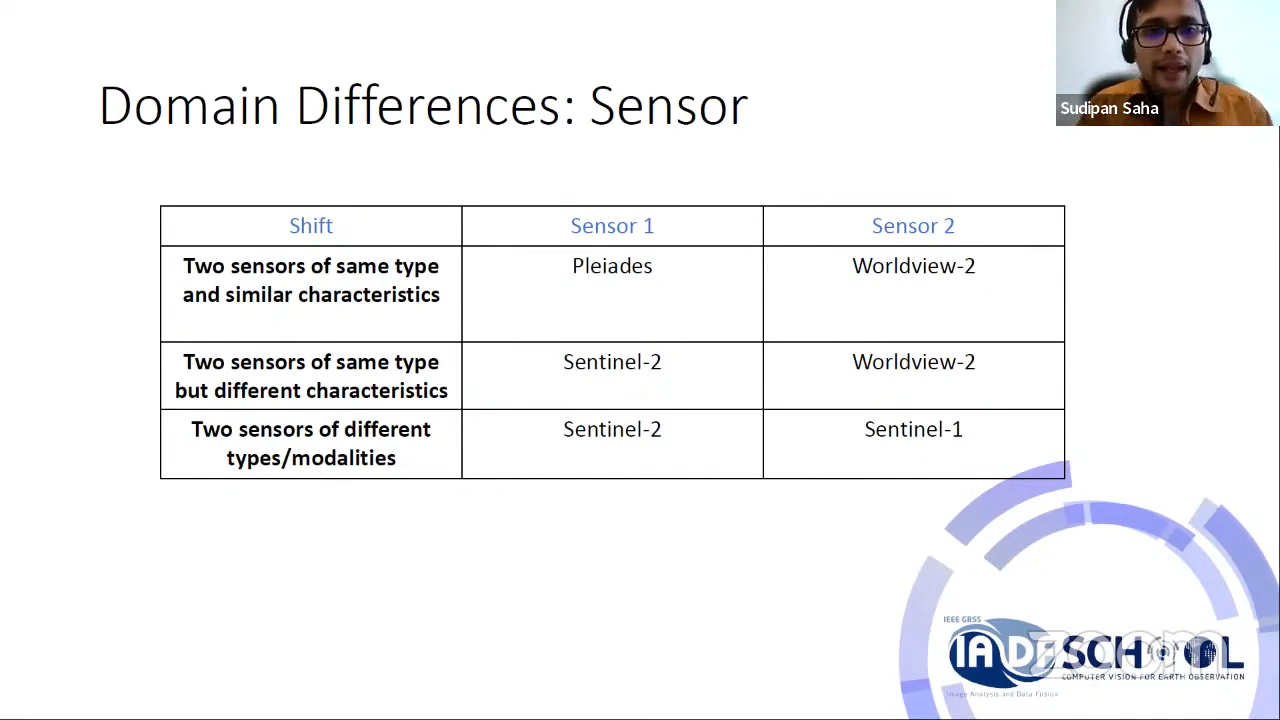 Sudipan Saha
Domain Differences: Sensor
Shift
Sensor 1
Sensor 2
Two sensors of same type
and similar characteristics
Pleiades
Worldview-2
Two sensors of same type
but different characteristics
Sentinel-2
Worldview-2
Two sensors of different
types/modalities
Sentinel-2
Sentinel-1
IEEE GRSS
IADF SCHOOL
zoom
COMPUTER VISION FOR EARTH OBSERVATION
Image Analysis and Data Fusion